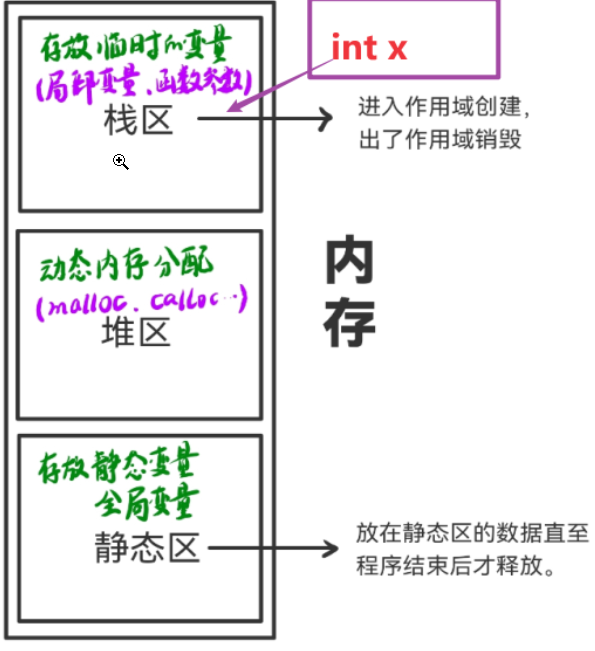 存放临时的变量
(局部变量、函数参数)
栈区
int x
进入作用域创建，
出了作用域销毁
内
存
动态内存分配
(malloc、calloc…)
堆区
存放静态变量
全局变量
静态区
放在静态区的数据直至
程序结束后才释放。